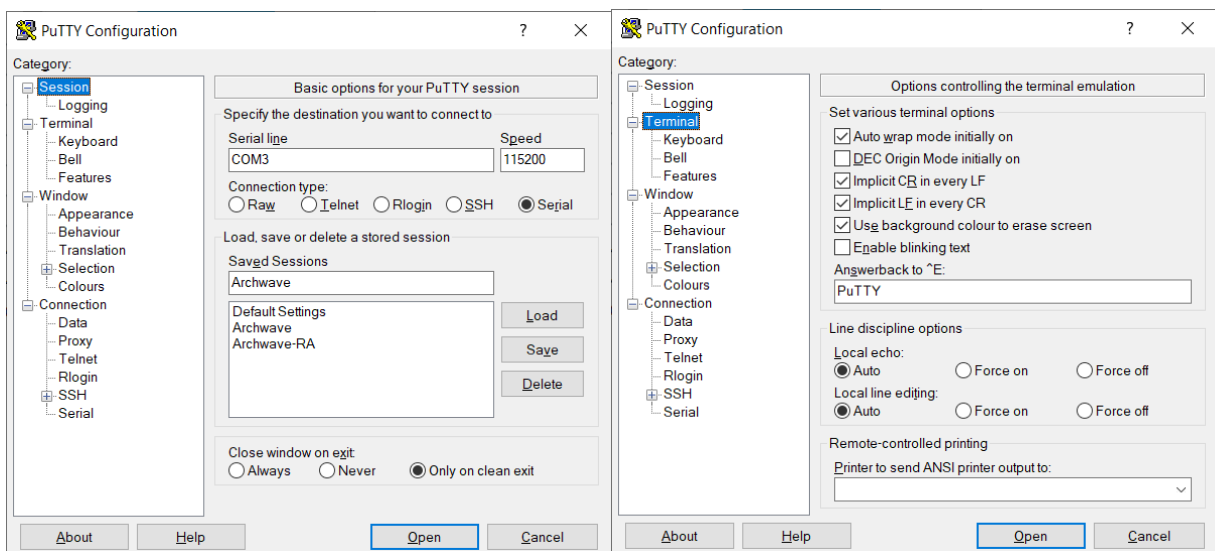 PuTTY Configuration
?
Category:
Session
Logging
Terminal
Keyboard
Bell
Features
Window
Appearance
Behaviour
Translation
Selection
Colours
Connection
Data
Proxy
Telnet
Rlogin
SSH
Serial
Basic options for your PuTTY session
Specify the destination you want to connect to
Serial line Speed
COM3 115200
Connection type:
Raw Telnet Rlogin SSH Serial
Load, save or delete a stored session
Saved Sessions
Archwave
Default Settings
Archwave
Archwave-RA
Load
Save
Delete
Close window on exit:
Always Never Only on clean exit
About Help Open Cancel
PuTTY Configuration
?
Category:
Session
Logging
Terminal
Keyboard
Bell
Features
Window
Appearance
Behaviour
Translation
Selection
Colours
Connection
Data
Proxy
Telnet
Rlogin
SSH
Serial
Options controlling the terminal emulation
Set various terminal options
Auto wrap mode initially on
DEC Origin Mode initially on
Implicit CR in every LF
Implicit LF in every CR
Use background colour to erase screen
Enable blinking text
Answerback to ^E:
PuTTY
Line discipline options
Local echo:
Auto Force on Force off
Local line editing:
Auto Force on Force off
Remote-controlled printing
Printer to send ANSI printer output to:
About Help Open Cancel